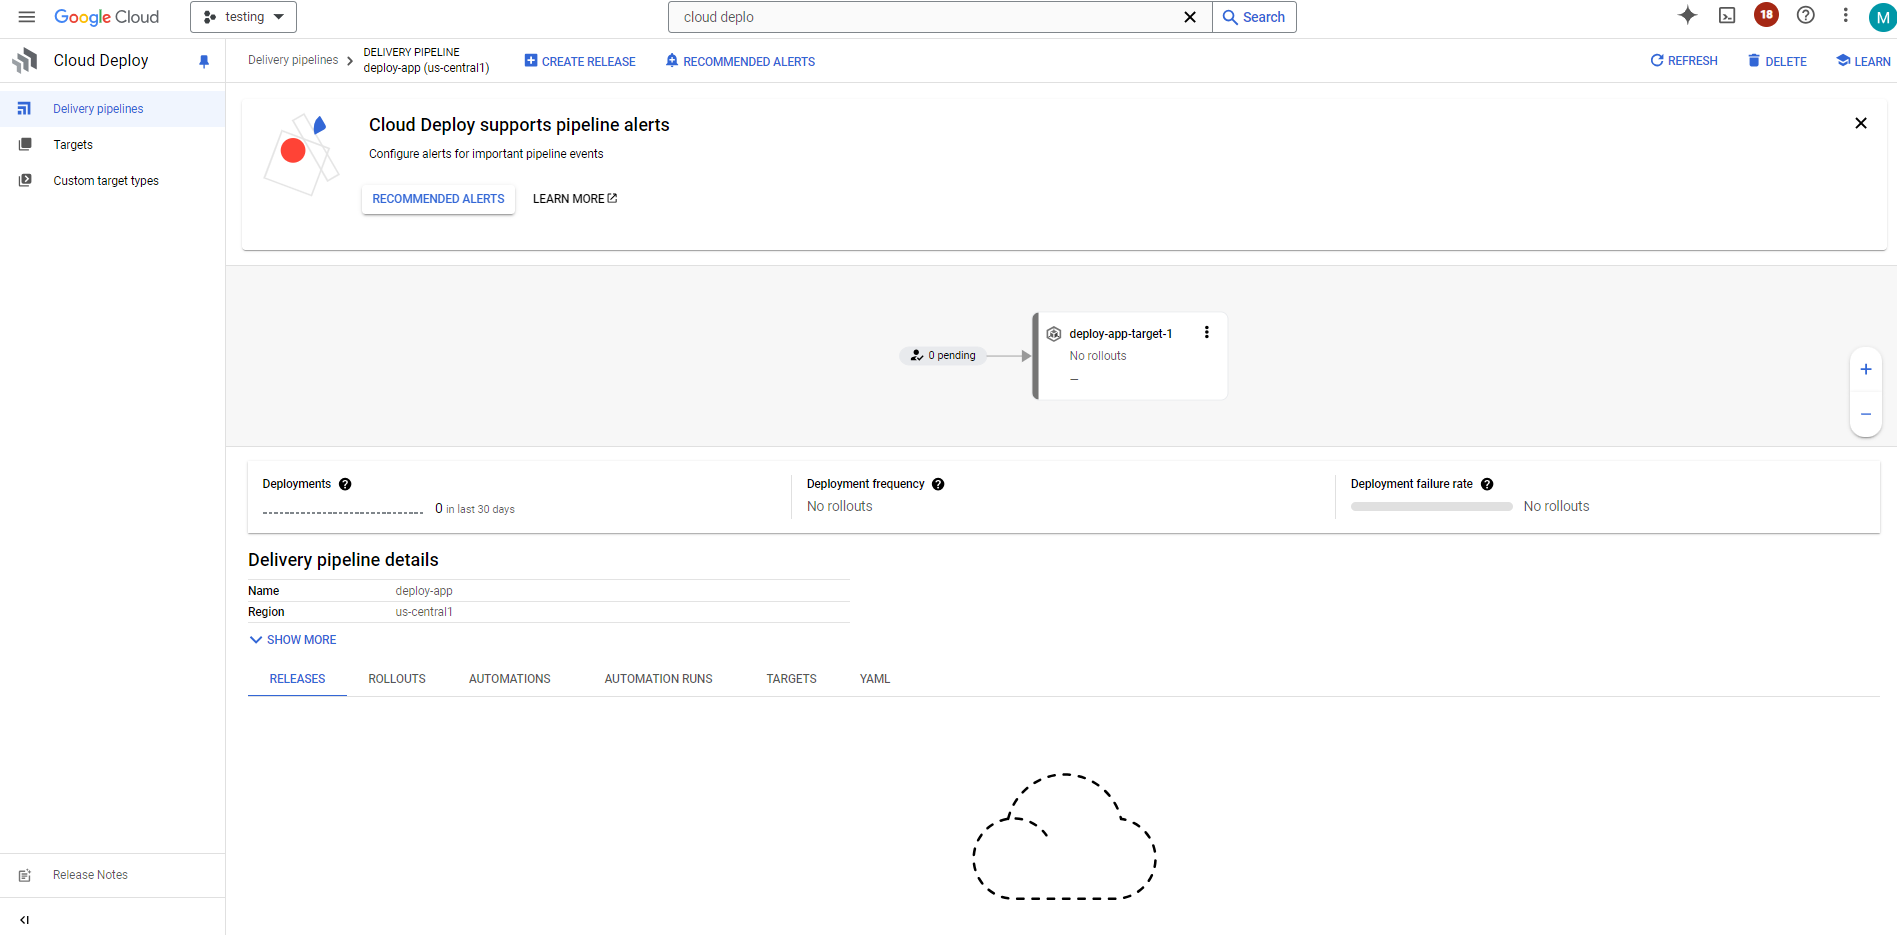 Google Cloud
testing
cloud deplo
Search
18
M
Cloud Deploy
Delivery pipelines
DELIVERY PIPELINE
deploy-app (us-central1)
CREATE RELEASE
RECOMMENDED ALERTS
REFRESH
DELETE
LEARN
Delivery pipelines
Targets
Custom target types
Cloud Deploy supports pipeline alerts
Configure alerts for important pipeline events
RECOMMENDED ALERTS
LEARN MORE
0 pending
deploy-app-target-1
No rollouts
—
Deployments
0 in last 30 days
Deployment frequency
No rollouts
Deployment failure rate
No rollouts
Delivery pipeline details
Name deploy-app
Region us-central1
SHOW MORE
RELEASES ROLLOUTS AUTOMATIONS AUTOMATION RUNS TARGETS YAML
Release Notes